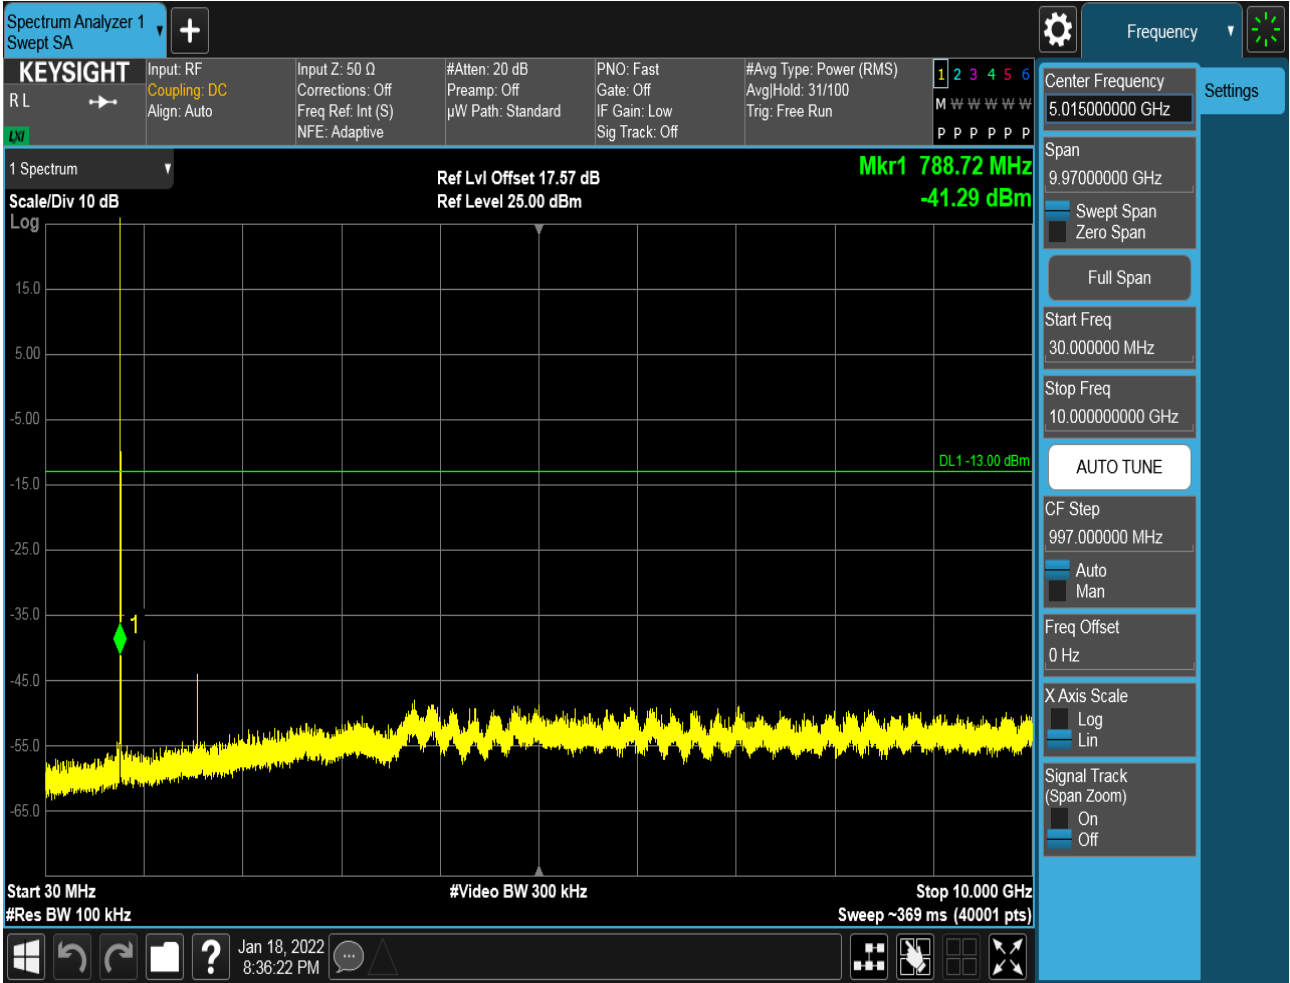 Spectrum Analyzer 1
Swept SA
Frequency
KEYSIGHT
R L
LXI
Input: RF
Coupling: DC
Align: Auto
Input Z: 50 Ω
Corrections: Off
Freq Ref: Int (S)
NFE: Adaptive
#Atten: 20 dB
Preamp: Off
µW Path: Standard
PNO: Fast
Gate: Off
IF Gain: Low
Sig Track: Off
#Avg Type: Power (RMS)
Avg|Hold: 31/100
Trig: Free Run
1 2 3 4 5 6
M W W W W W
P P P P P P
1 Spectrum
Scale/Div 10 dB
Log
Ref Lvl Offset 17.57 dB
Ref Level 25.00 dBm
Mkr1 788.72 MHz
-41.29 dBm
15.0
5.00
-5.00
DL1 -13.00 dBm
-15.0
-25.0
-35.0
1
-45.0
-55.0
-65.0
Start 30 MHz
#Video BW 300 kHz
Stop 10.000 GHz
#Res BW 100 kHz
Sweep ~369 ms (40001 pts)
?
Jan 18, 2022
8:36:22 PM
Center Frequency
5.015000000 GHz
Settings
Span
9.97000000 GHz
Swept Span
Zero Span
Full Span
Start Freq
30.000000 MHz
Stop Freq
10.000000000 GHz
AUTO TUNE
CF Step
997.000000 MHz
Auto
Man
Freq Offset
0 Hz
X Axis Scale
Log
Lin
Signal Track
(Span Zoom)
On
Off